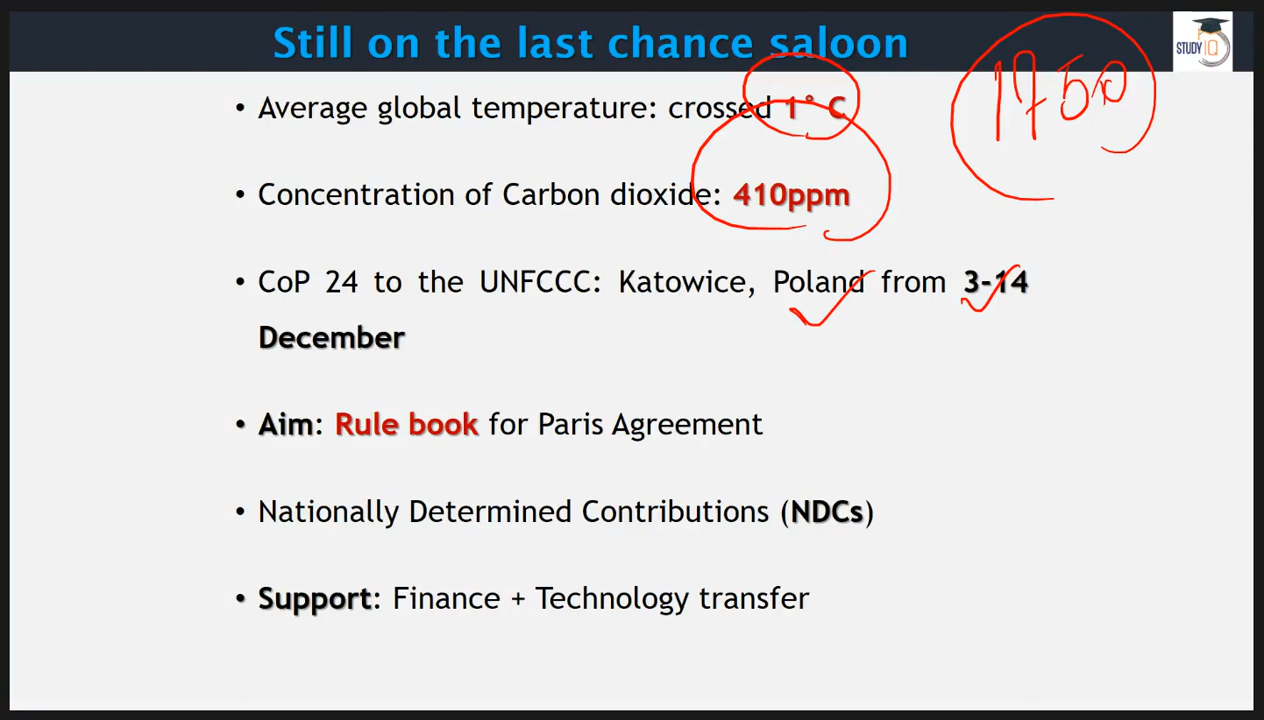 Still on the last chance saloon
1750
STUDY IQ
• Average global temperature: crossed 1° C
• Concentration of Carbon dioxide: 410ppm
• CoP 24 to the UNFCCC: Katowice, Poland from 3-14
December
• Aim: Rule book for Paris Agreement
• Nationally Determined Contributions (NDCs)
• Support: Finance + Technology transfer